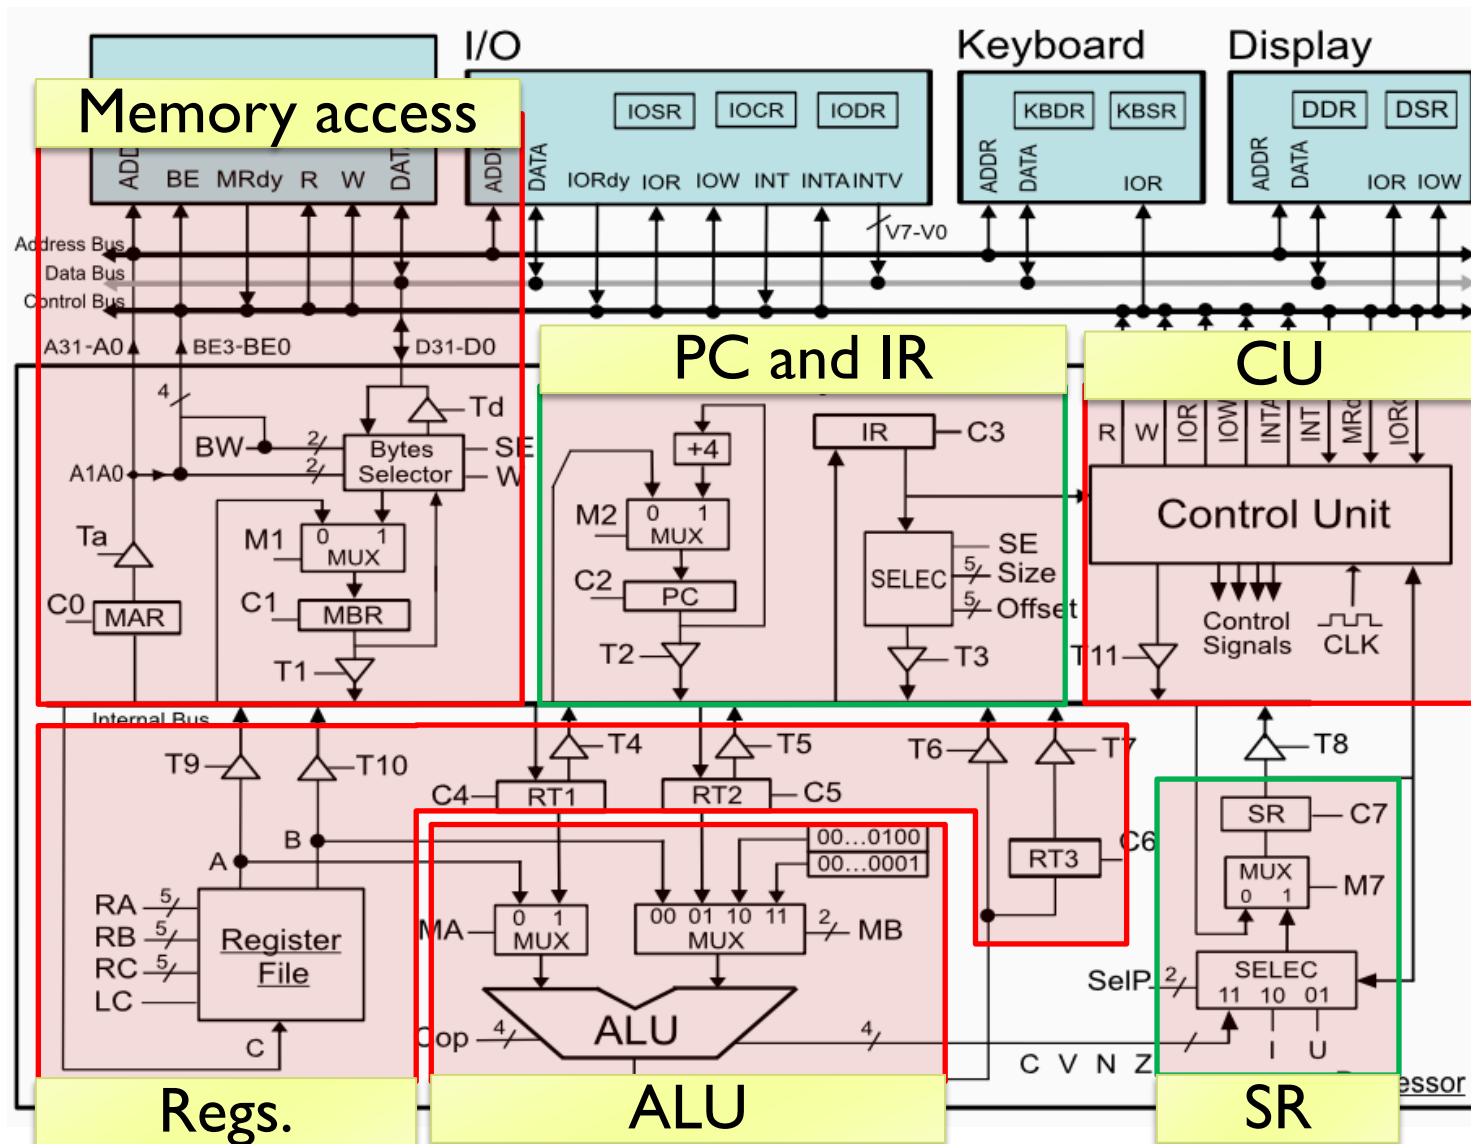 I/O
Keyboard
Display
Memory access
IOSR IOCR IODR
KBDR KBSR
DDR DSR
BE MRdy R W
ADDR DATA IORdy IOR IOW INT INTA INTV
ADDR DATA IOR
ADDR DATA IOR IOW
V7-V0
Address Bus
Data Bus
Control Bus
A31-A0 BE3-BE0 D31-D0
PC and IR
CU
4
Td
BW 2
Bytes
Selector
SE
A1A0 2
W
+4
IR C3
R W IOR IOW INTA INT
Ta
M1 0 1
MUX
M2 0 1
MUX
SELEC
SE
5 Size
5 Offset
Control Unit
C0 MAR
C1 MBR
C2 PC
Control
Signals
CLK
T1
T2
T3
T11
Internal Bus
T9 T10
T4 T5
T6 T7
T8
C4 RT1
RT2 C5
SR C7
A B
00...0100
00...0001
RT3 C6
MUX
0 1
M7
RA 5
RB 5
RC 5
LC
Register
File
C
MA 0 1
MUX
00 01 10 11
MUX
2 MB
SelP 2
SELEC
11 10 01
I U
4
ALU
4
C V N Z
Regs.
ALU
SR